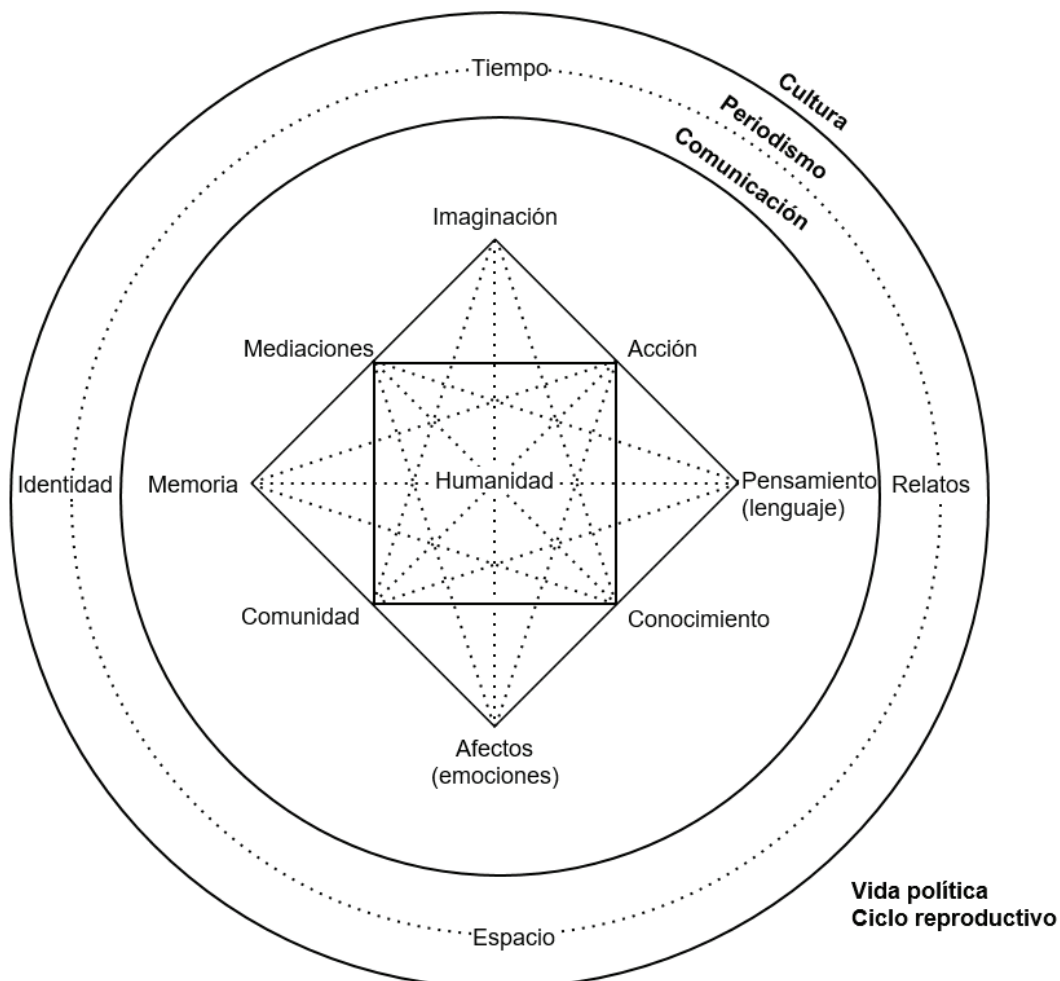 Tiempo
Cultura
Periodismo
Comunicación
Imaginación
Mediaciones
Acción
Identidad
Memoria
Humanidad
Pensamiento
(lenguaje)
Relatos
Comunidad
Conocimiento
Afectos
(emociones)
Vida política
Ciclo reproductivo
Espacio